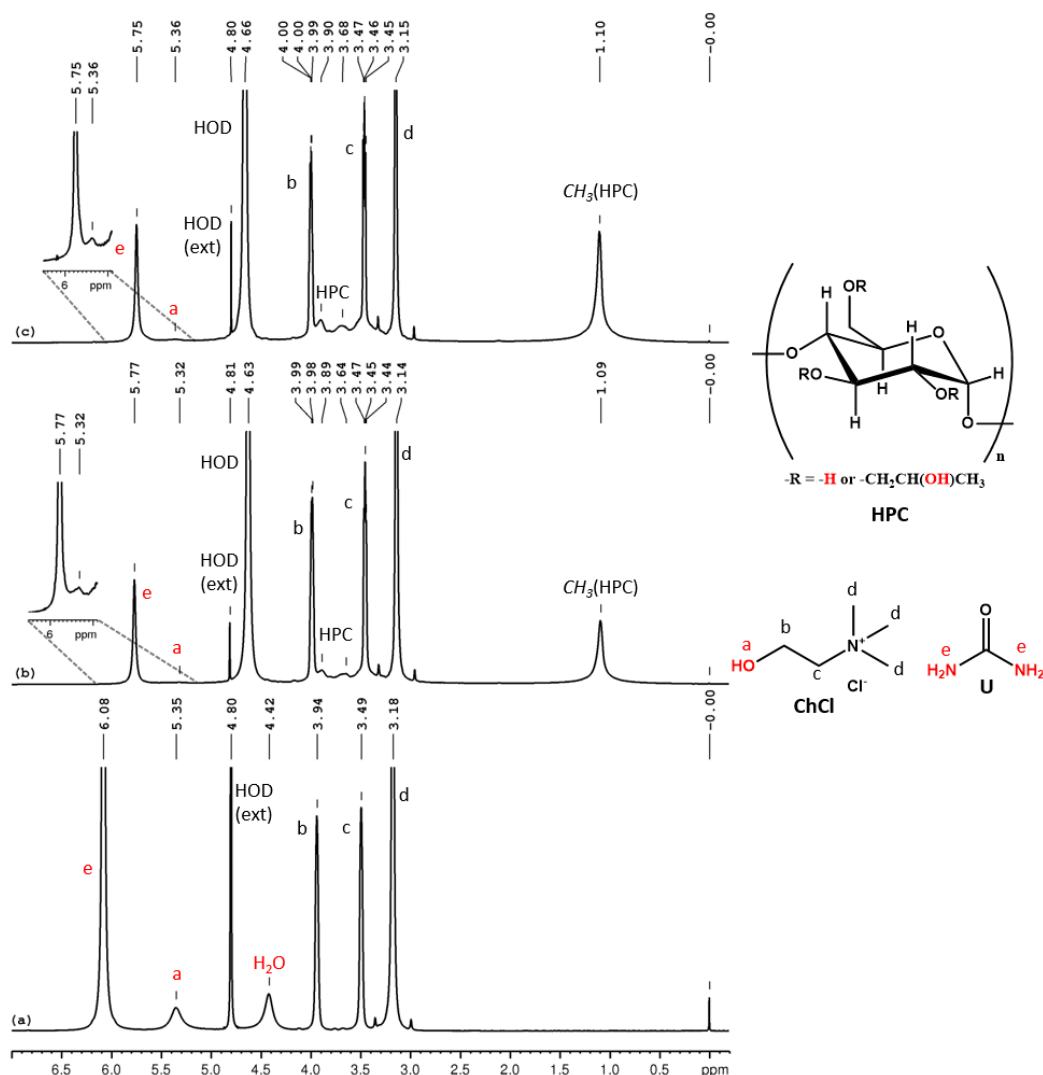 5.75
5.36
4.80
4.66
4.00
4.00
3.99
3.90
3.68
3.47
3.46
3.45
3.15
1.10
-0.00
5.75
5.36
HOD
d
c
b
CH₃(HPC)
HOD
(ext)
e
6 ppm
HPC
a
(c)
5.77
5.32
4.81
4.63
3.99
3.98
3.89
3.64
3.47
3.45
3.44
3.14
1.09
-0.00
5.77
5.32
HOD
d
c
b
HOD
(ext)
CH₃(HPC)
e
6 ppm
HPC
a
(b)
6.08
5.35
4.80
4.42
3.94
3.49
3.18
-0.00
HOD
(ext)
d
b
c
e
a
H₂O
(a)
6.5 6.0 5.5 5.0 4.5 4.0 3.5 3.0 2.5 2.0 1.5 1.0 0.5 ppm
OR
H
O
H
O
RO
H
OR
H
H
O
n
-R = -H or -CH₂CH(OH)CH₃
HPC
d
d
a
b
N⁺
HO
c
d
Cl⁻
ChCl
O
e
e
H₂N
NH₂
U